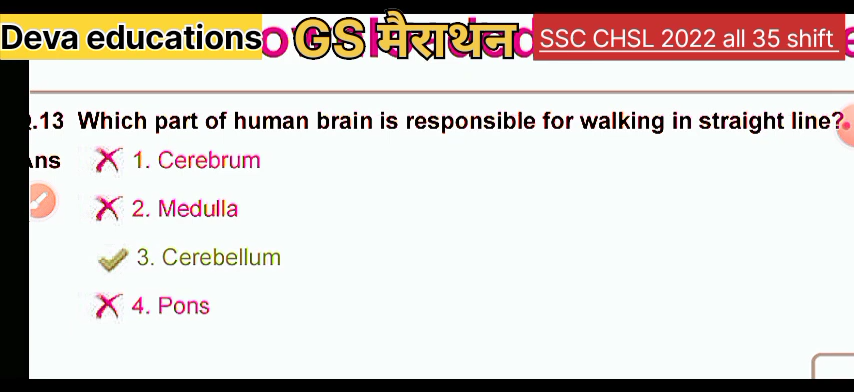 Deva educations GS मैराथन SSC CHSL 2022 all 35 shift
.13 Which part of human brain is responsible for walking in straight line?
Ans 1. Cerebrum
2. Medulla
3. Cerebellum
4. Pons